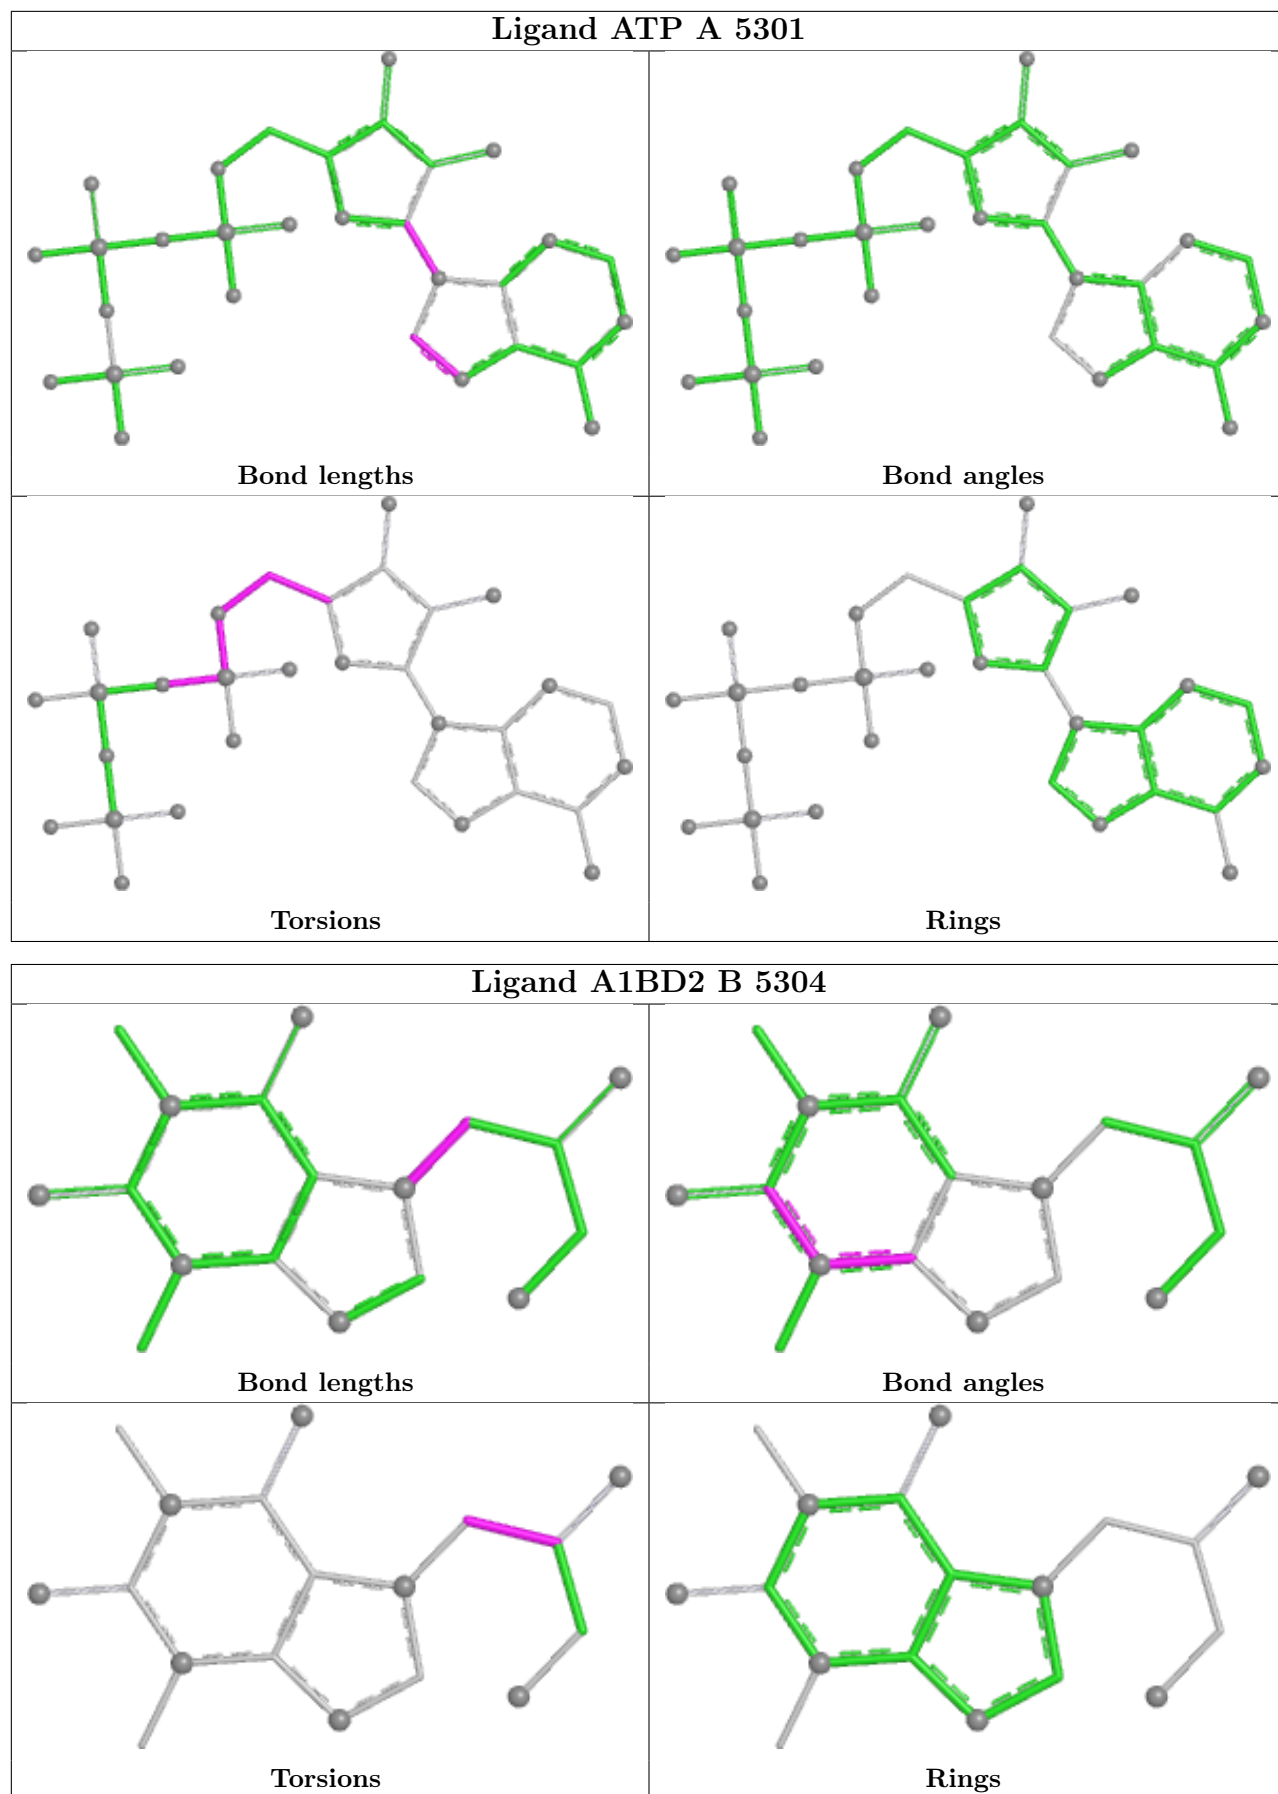 Ligand ATP A 5301
Bond lengths
Bond angles
Torsions
Rings
Ligand A1BD2 B 5304
Bond lengths
Bond angles
Torsions
Rings